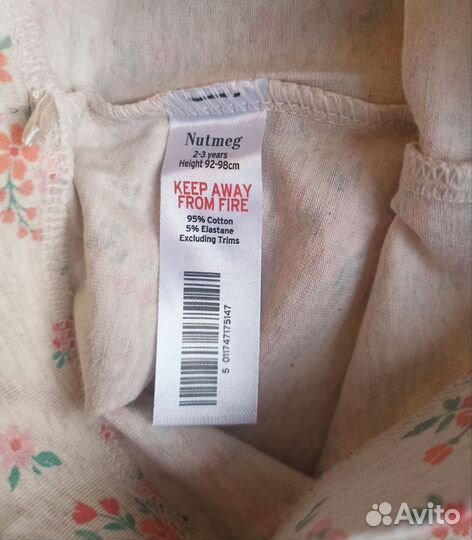 Nutmeg
2-3 years
Height 92-98cm
KEEP AWAY
FROM FIRE
95% Cotton
5% Elastane
Excluding Trims
5 011747175147
Avito